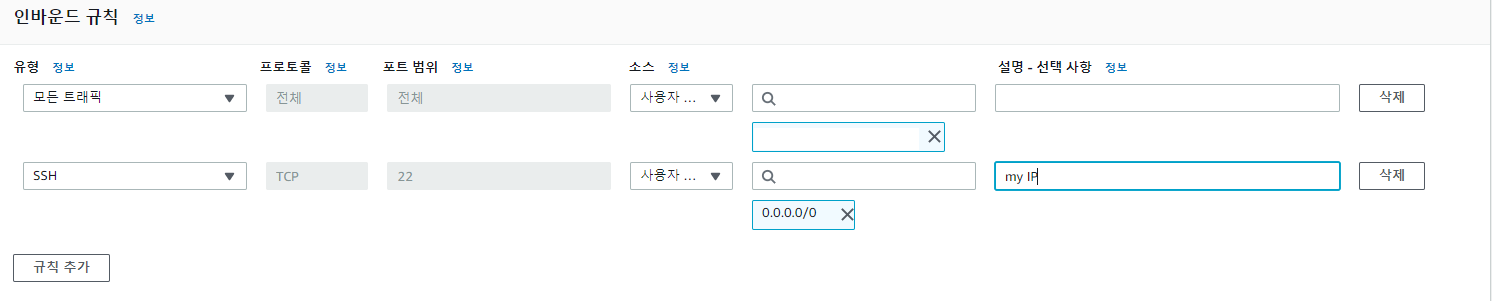 인바운드 규칙 정보
유형 정보 프로토콜 정보 포트 범위 정보 소스 정보 설명 - 선택 사항 정보
모든 트래픽 전체 전체 사용자 ... 삭제
SSH TCP 22 사용자 ... my IP 삭제
0.0.0.0/0
규칙 추가